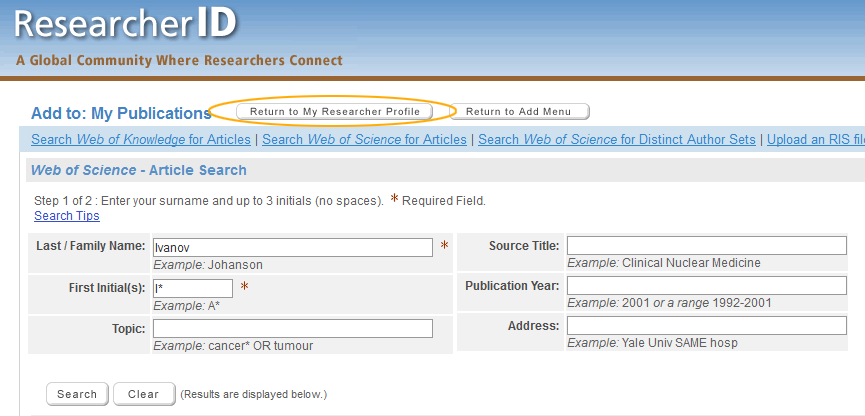 ResearcherID
A Global Community Where Researchers Connect
Add to: My Publications Return to My Researcher Profile Return to Add Menu
Search Web of Knowledge for Articles | Search Web of Science for Articles | Search Web of Science for Distinct Author Sets | Upload an RIS file
Web of Science - Article Search
Step 1 of 2 : Enter your surname and up to 3 initials (no spaces). * Required Field.
Search Tips
Last / Family Name: Ivanov *
Example: Johanson
First Initial(s): I* *
Example: A*
Topic:
Example: cancer* OR tumour
Source Title:
Example: Clinical Nuclear Medicine
Publication Year:
Example: 2001 or a range 1992-2001
Address:
Example: Yale Univ SAME hosp
Search Clear (Results are displayed below.)